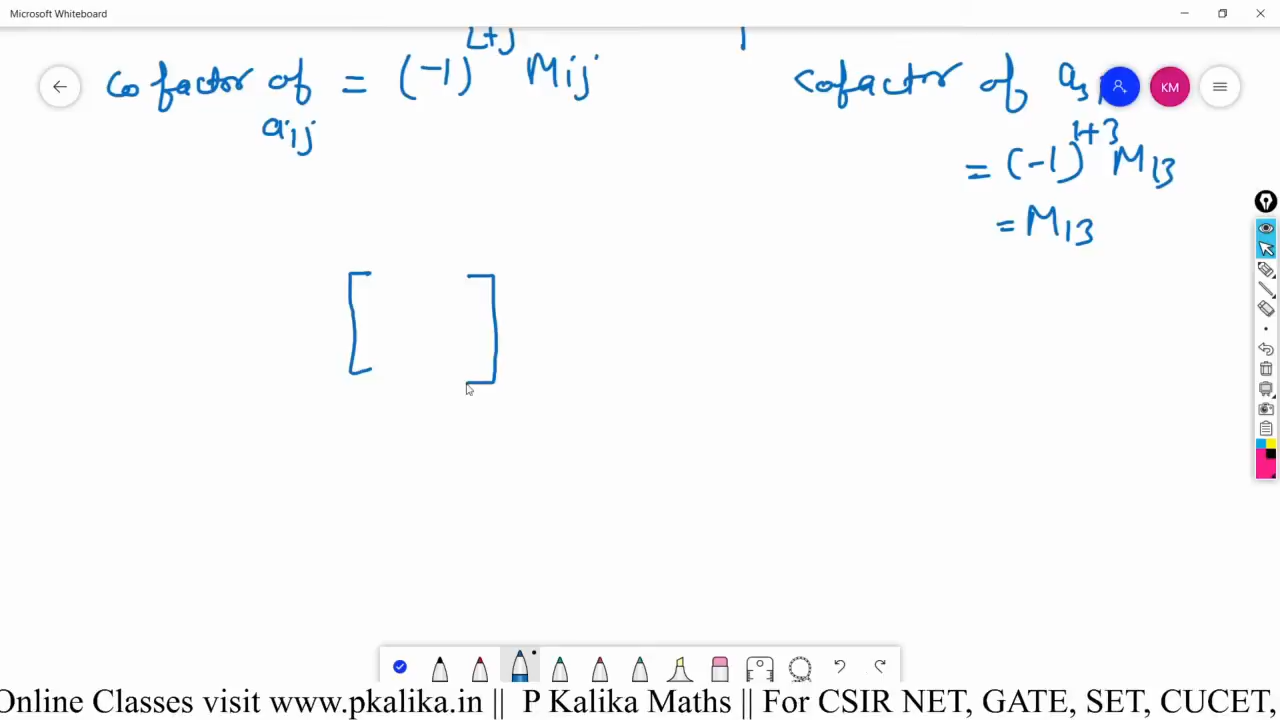 Microsoft Whiteboard
i+j
cofactor of = (-1) Mij
aij
cofactor of a3
KM
1+3
= (-1) M13
= M13
Online Classes visit www.pkalika.in || P Kalika Maths || For CSIR NET, GATE, SET, CUCET,